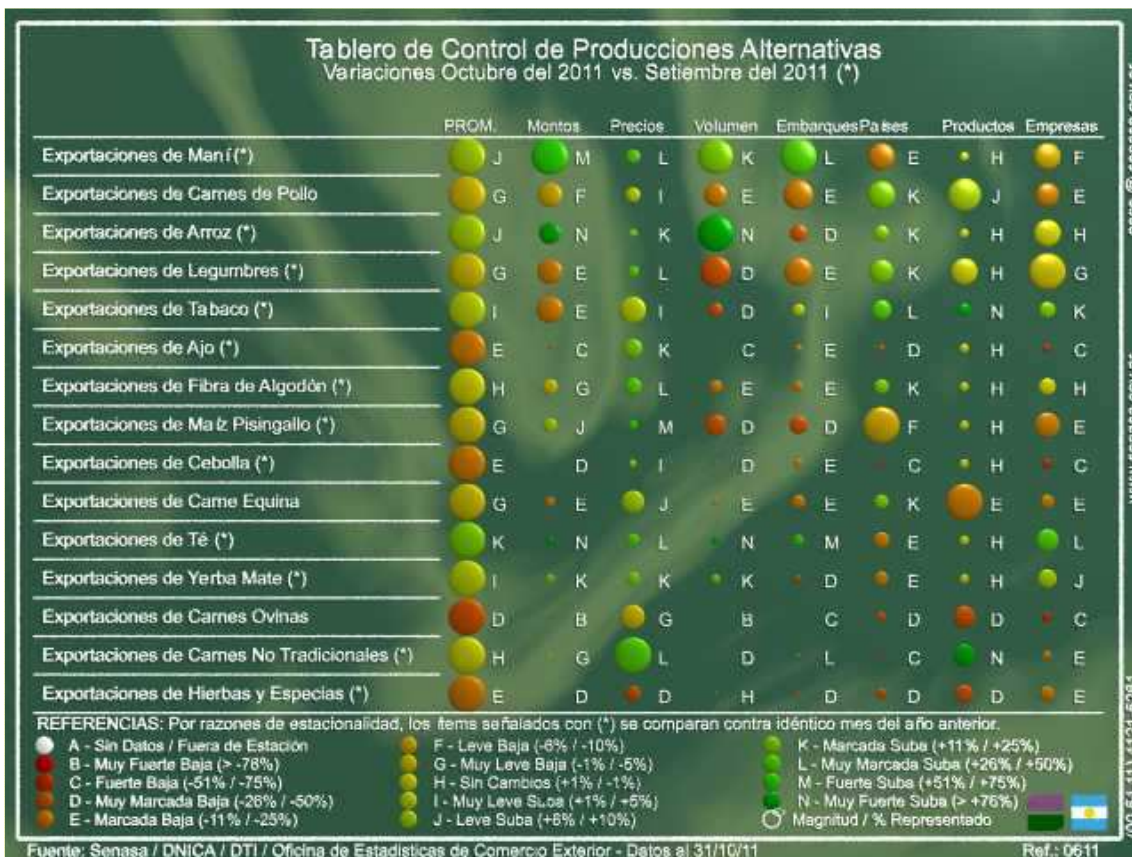 Tablero de Control de Producciones Alternativas
Variaciones Octubre del 2011 vs. Setiembre del 2011 (*)
PROM. Montos Precios Volumen Embarques Paises Productos Empresas
Exportaciones de Maní(*) J M L K L E H F
Exportaciones de Carnes de Pollo G F I E E K J E
Exportaciones de Arroz (*) J N K N D K H H
Exportaciones de Legumbres (*) G E L D E K H G
Exportaciones de Tabaco (*) I E I D I L N K
Exportaciones de Ajo (*) E C K C E D H C
Exportaciones de Fibra de Algodón (*) H G L E E K H H
Exportaciones de Maíz Pisingallo (*) G J M D D F H E
Exportaciones de Cebolla (*) E D I D E C H C
Exportaciones de Carne Equina G E J E E K E E
Exportaciones de Té (*) K N L N M E H L
Exportaciones de Yerba Mate (*) I K K K D E H J
Exportaciones de Carnes Ovinas D B G B C D D C
Exportaciones de Carnes No Tradicionales (*) H G L D L C N E
Exportaciones de Hierbas y Especias (*) E D D H D D D E
REFERENCIAS: Por razones de estacionalidad, los ítems señalados con (*) se comparan contra idéntico mes del año anterior.
A - Sin Datos / Fuera de Estación
B - Muy Fuerte Baja (> -76%)
C - Fuerte Baja (-51% / -75%)
D - Muy Marcada Baja (-26% / -50%)
E - Marcada Baja (-11% / -25%)
F - Leve Baja (-6% / -10%)
G - Muy Leve Baja (-1% / -5%)
H - Sin Cambios (+1% / -1%)
I - Muy Leve Suba (+1% / +5%)
J - Leve Suba (+6% / +10%)
K - Marcada Suba (+11% / +25%)
L - Muy Marcada Suba (+26% / +50%)
M - Fuerte Suba (+51% / +75%)
N - Muy Fuerte Suba (> +76%)
Magnitud / % Representado
Fuente: Senasa / DNICA / DTI / Oficina de Estadísticas de Comercio Exterior - Datos al 31/10/11 Ref.: 0611